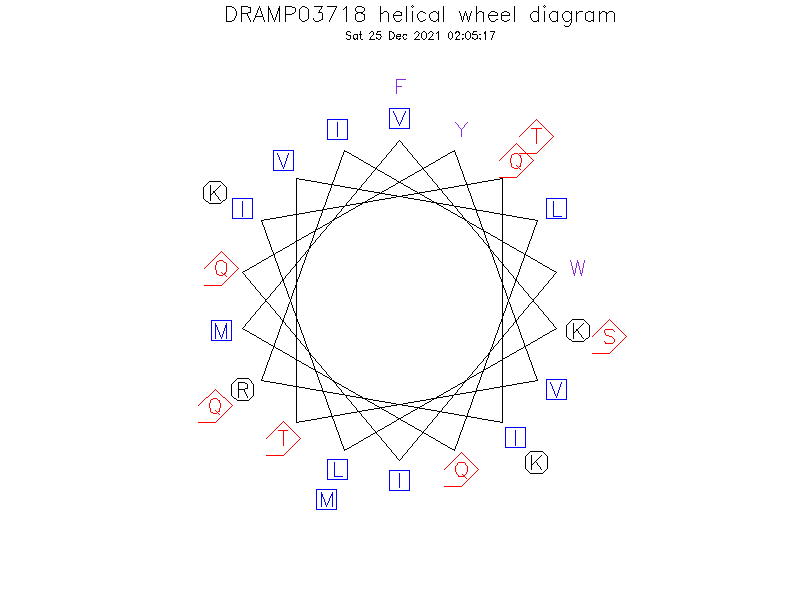 DRAMP03718 helical wheel diagram
Sat 25 Dec 2021 02:05:17
F
I V Y T
V Q
K I L
Q W
M K S
Q R V
T I
L Q K
M I